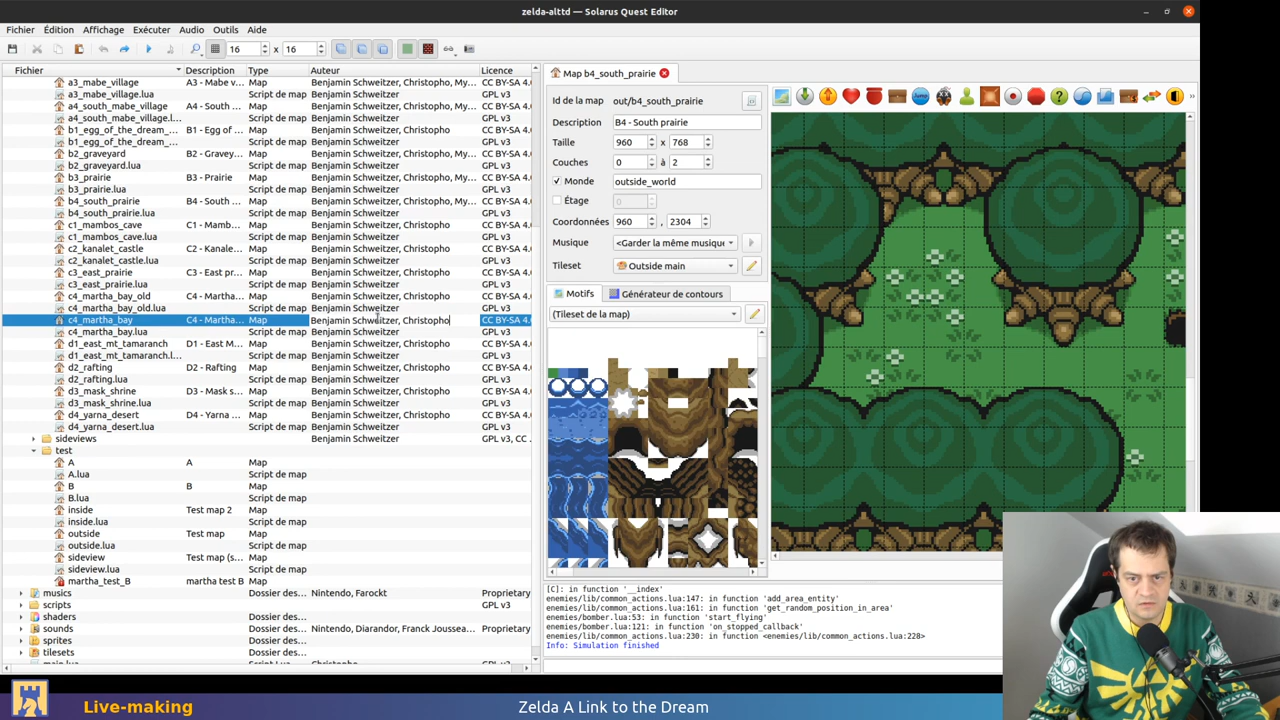 zelda-alttd — Solarus Quest Editor
Fichier Édition Affichage Exécuter Audio Outils Aide
16 x 16
Fichier Description Type Auteur Licence
a3_mabe_village A3 - Mabe v... Map Benjamin Schweitzer, Christopho, My... CC BY-SA 4.0
a3_mabe_village.lua Script de map Benjamin Schweitzer GPL v3
a4_south_mabe_village A4 - South ... Map Benjamin Schweitzer, Christopho, My... CC BY-SA 4.0
a4_south_mabe_village.l... Script de map Benjamin Schweitzer GPL v3
b1_egg_of_the_dream_... B1 - Egg of ... Map Benjamin Schweitzer, Christopho CC BY-SA 4.0
b1_egg_of_the_dream_... Script de map Benjamin Schweitzer GPL v3
b2_graveyard B2 - Gravey... Map Benjamin Schweitzer, Christopho, My... CC BY-SA 4.0
b2_graveyard.lua Script de map Benjamin Schweitzer GPL v3
b3_prairie B3 - Prairie Map Benjamin Schweitzer, Christopho, My... CC BY-SA 4.0
b3_prairie.lua Script de map Benjamin Schweitzer GPL v3
b4_south_prairie B4 - South ... Map Benjamin Schweitzer, Christopho, My... CC BY-SA 4.0
b4_south_prairie.lua Script de map Benjamin Schweitzer GPL v3
c1_mambos_cave C1 - Mamb... Map Benjamin Schweitzer, Christopho CC BY-SA 4.0
c1_mambos_cave.lua Script de map Benjamin Schweitzer GPL v3
c2_kanalet_castle C2 - Kanale... Map Benjamin Schweitzer, Christopho CC BY-SA 4.0
c2_kanalet_castle.lua Script de map Benjamin Schweitzer GPL v3
c3_east_prairie C3 - East pr... Map Benjamin Schweitzer, Christopho CC BY-SA 4.0
c3_east_prairie.lua Script de map Benjamin Schweitzer GPL v3
c4_martha_bay_old C4 - Martha... Map Benjamin Schweitzer, Christopho CC BY-SA 4.0
c4_martha_bay_old.lua Script de map Benjamin Schweitzer GPL v3
c4_martha_bay C4 - Martha... Map Benjamin Schweitzer, Christopho CC BY-SA 4.0
c4_martha_bay.lua Script de map Benjamin Schweitzer GPL v3
d1_east_mt_tamaranch D1 - East M... Map Benjamin Schweitzer, Christopho CC BY-SA 4.0
d1_east_mt_tamaranch.l... Script de map Benjamin Schweitzer GPL v3
d2_rafting D2 - Rafting Map Benjamin Schweitzer, Christopho CC BY-SA 4.0
d2_rafting.lua Script de map Benjamin Schweitzer GPL v3
d3_mask_shrine D3 - Mask s... Map Benjamin Schweitzer, Christopho CC BY-SA 4.0
d3_mask_shrine.lua Script de map Benjamin Schweitzer GPL v3
d4_yarna_desert D4 - Yarna ... Map Benjamin Schweitzer, Christopho CC BY-SA 4.0
d4_yarna_desert.lua Script de map Benjamin Schweitzer GPL v3
sideviews Benjamin Schweitzer GPL v3, CC ...
test
A A Map
A.lua Script de map
B B Map
B.lua Script de map
inside Test map 2 Map
inside.lua Script de map
outside Test map Map
outside.lua Script de map
sideview Test map (s... Map
sideview.lua Script de map
martha_test_B martha test B Map
musics Dossier des... Nintendo, Farockt Proprietary
scripts Dossier des... GPL v3
shaders Dossier des...
sounds Dossier des... Nintendo, Diarandor, Franck Joussea... Proprietary
sprites Dossier des...
tilesets Dossier des...
main.lua Script Lua Christopho GPL v3
Map b4_south_prairie
Id de la map out/b4_south_prairie
Description B4 - South prairie
Taille 960 x 768
Couches 0 à 2
Monde outside_world
Étage 0
Coordonnées 960 , 2304
Musique <Garder la même musique
Tileset Outside main
Motifs Générateur de contours
(Tileset de la map)
[C]: in function '__index'
enemies/lib/common_actions.lua:147: in function 'add_area_entity'
enemies/lib/common_actions.lua:161: in function 'get_random_position_in_area'
enemies/bomber.lua:53: in function 'start_flying'
enemies/bomber.lua:121: in function 'on_stopped_callback'
enemies/lib/common_actions.lua:230: in function <enemies/lib/common_actions.lua:228>
Info: Simulation finished
Live-making
Zelda A Link to the Dream